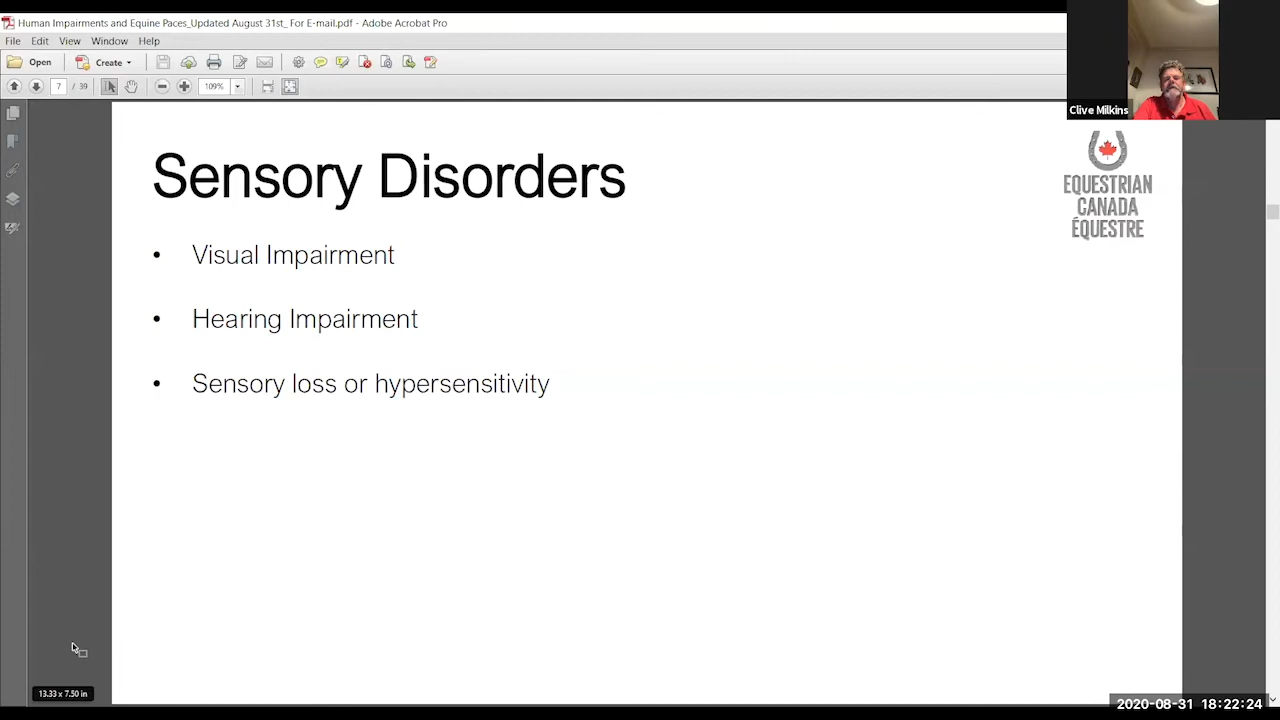 Human Impairments and Equine Paces_Updated August 31st_ For E-mail.pdf - Adobe Acrobat Pro
File Edit View Window Help
Open Create
7 / 39 109%
Clive Milkins
Sensory Disorders
EQUESTRIAN
CANADA
ÉQUESTRE
• Visual Impairment
• Hearing Impairment
• Sensory loss or hypersensitivity
13.33 x 7.50 in
2020-08-31 18:22:24